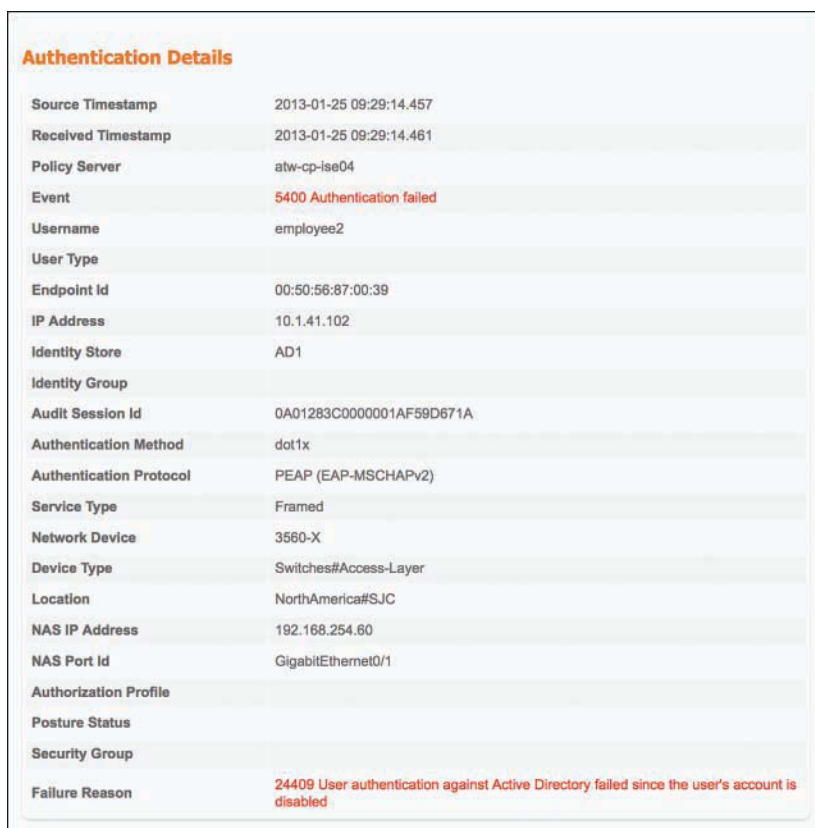 Authentication Details
Source Timestamp 2013-01-25 09:29:14.457
Received Timestamp 2013-01-25 09:29:14.461
Policy Server atw-cp-ise04
Event 5400 Authentication failed
Username employee2
User Type
Endpoint Id 00:50:56:87:00:39
IP Address 10.1.41.102
Identity Store AD1
Identity Group
Audit Session Id 0A01283C0000001AF59D671A
Authentication Method dot1x
Authentication Protocol PEAP (EAP-MSCHAPv2)
Service Type Framed
Network Device 3560-X
Device Type Switches#Access-Layer
Location NorthAmerica#SJC
NAS IP Address 192.168.254.60
NAS Port Id GigabitEthernet0/1
Authorization Profile
Posture Status
Security Group
Failure Reason 24409 User authentication against Active Directory failed since the user's account is
disabled